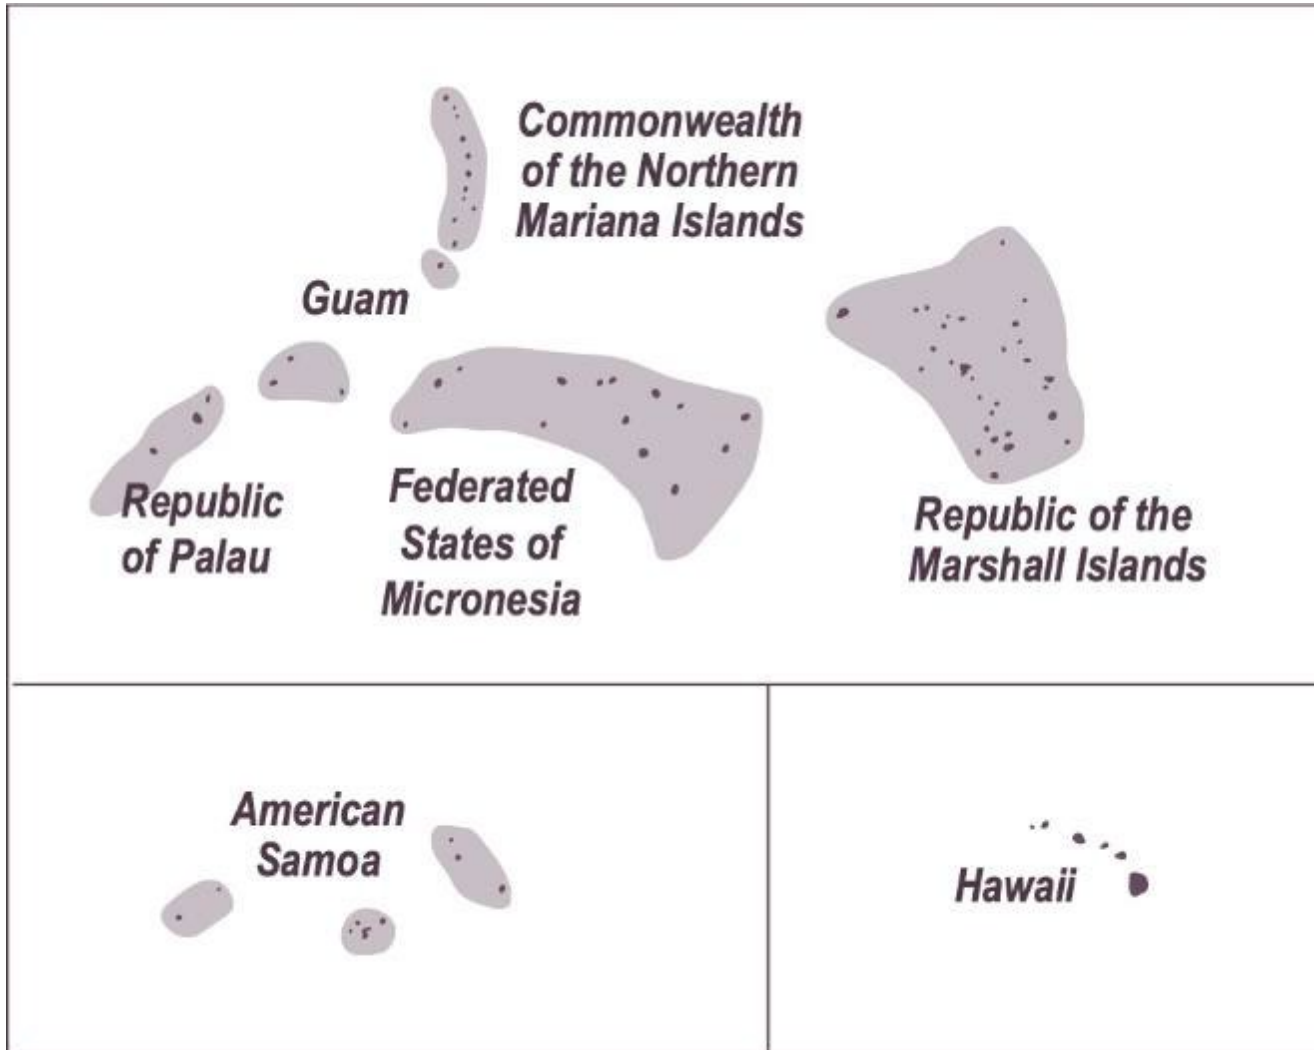 Commonwealth
of the Northern
Mariana Islands
Guam
Republic
of Palau
Federated
States of
Micronesia
Republic of the
Marshall Islands
American
Samoa
Hawaii